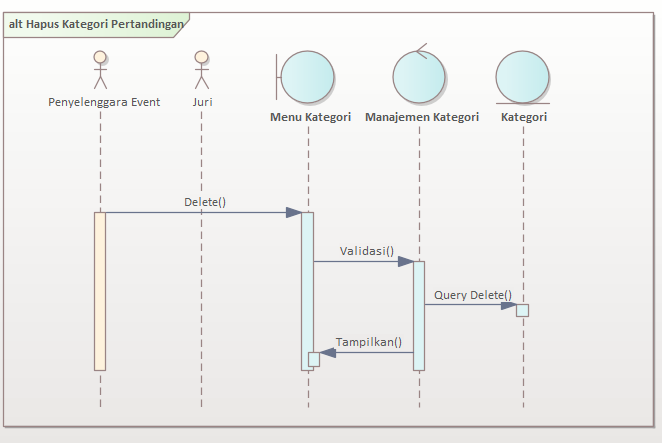 alt Hapus Kategori Pertandingan
Penyelenggara Event
Juri
Menu Kategori
Manajemen Kategori
Kategori
Delete()
Validasi()
Query Delete()
Tampilkan()